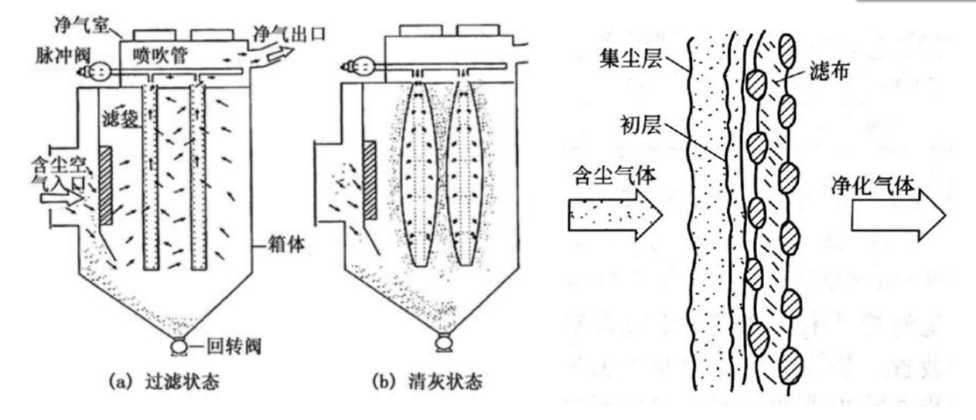 净气室
净气出口
脉冲阀
喷吹管
滤袋
含尘空
气入口
箱体
回转阀
(a) 过滤状态
(b) 清灰状态
集尘层
滤布
初层
含尘气体
净化气体